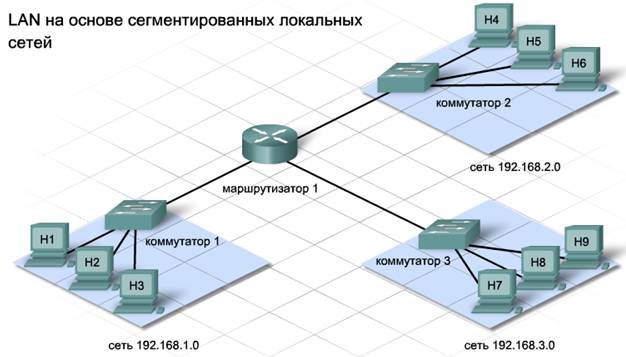 LAN на основе сегментированных локальных
сетей
H4
H5
H6
коммутатор 2
сеть 192.168.2.0
маршрутизатор 1
коммутатор 1
H1
H2
H3
сеть 192.168.1.0
коммутатор 3
H9
H8
H7
сеть 192.168.3.0